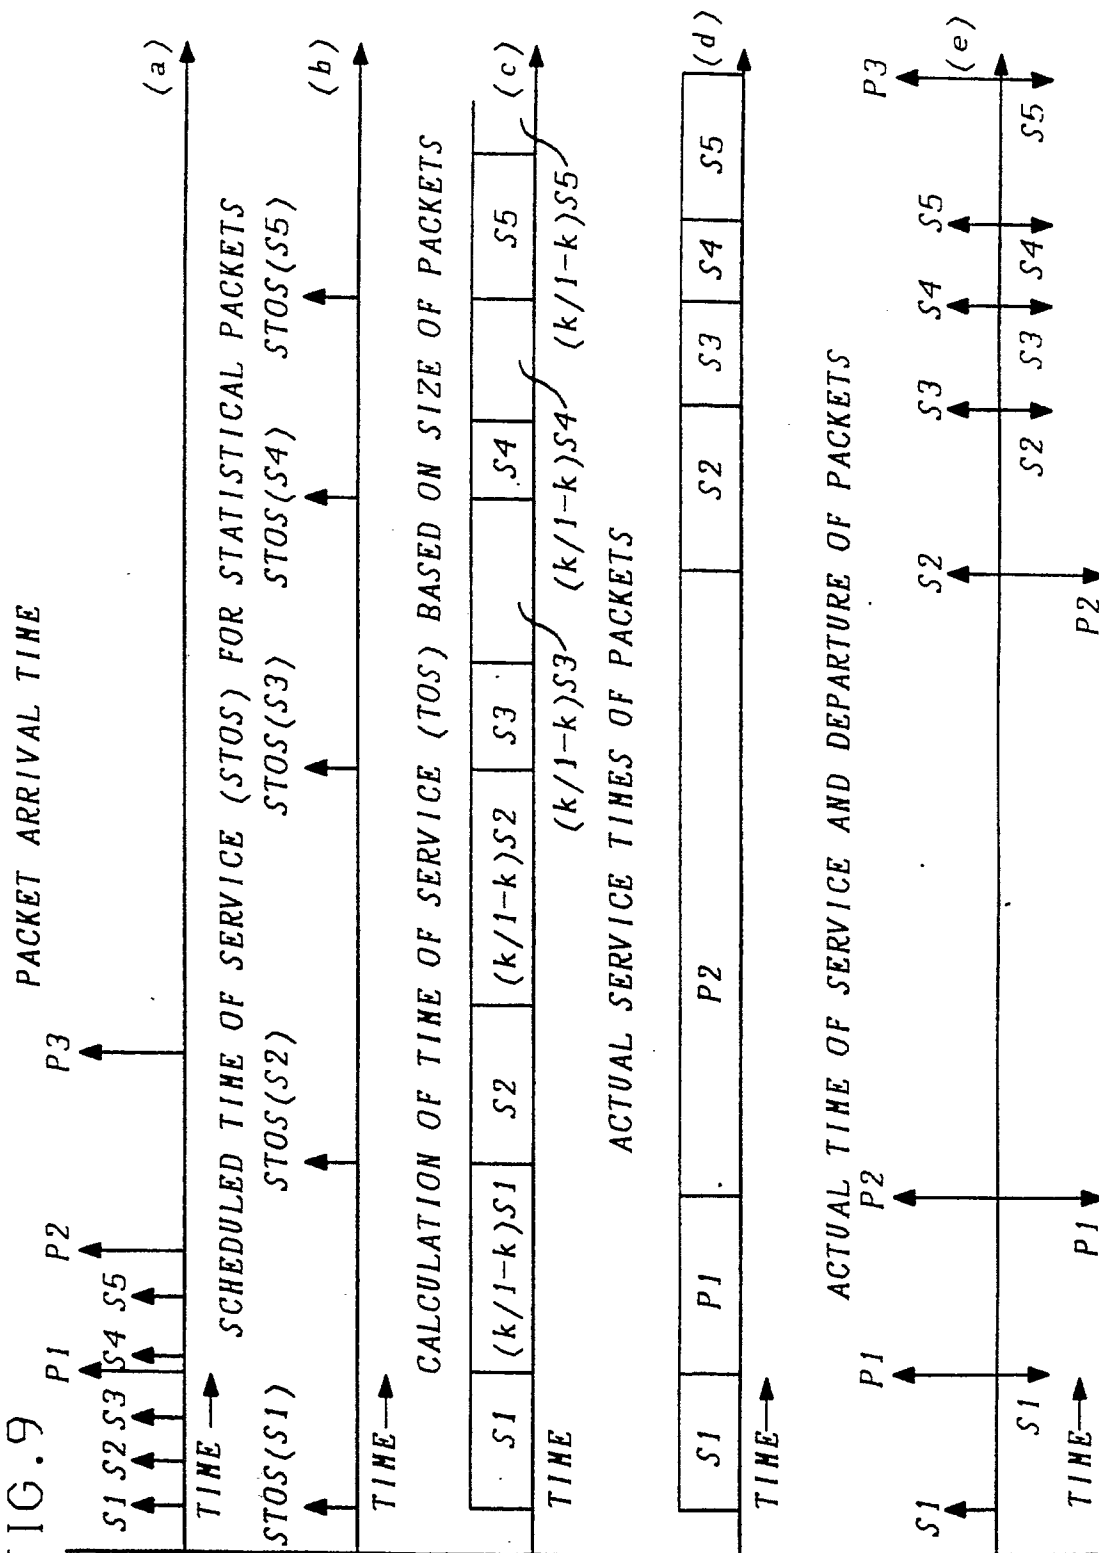 FIG.9
PACKET ARRIVAL TIME
S1 S2 S3 P1 S4 S5 P2 P3
(a)
TIME
SCHEDULED TIME OF SERVICE (STOS) FOR STATISTICAL PACKETS
STOS(S1) STOS(S2) STOS(S3) STOS(S4) STOS(S5)
(b)
TIME
CALCULATION OF TIME OF SERVICE (TOS) BASED ON SIZE OF PACKETS
S1 (k/1-k)S1 S2 (k/1-k)S2 S3 S4 S5
(c)
TIME
(k/1-k)S3 (k/1-k)S4 (k/1-k)S5
ACTUAL SERVICE TIMES OF PACKETS
S1 P1 P2 S2 S3 S4 S5
(d)
TIME
ACTUAL TIME OF SERVICE AND DEPARTURE OF PACKETS
S1 P1 P2 S2 S3 S4 S5 P3
(e)
S1 P1 P2 S2 S3 S4 S5
TIME